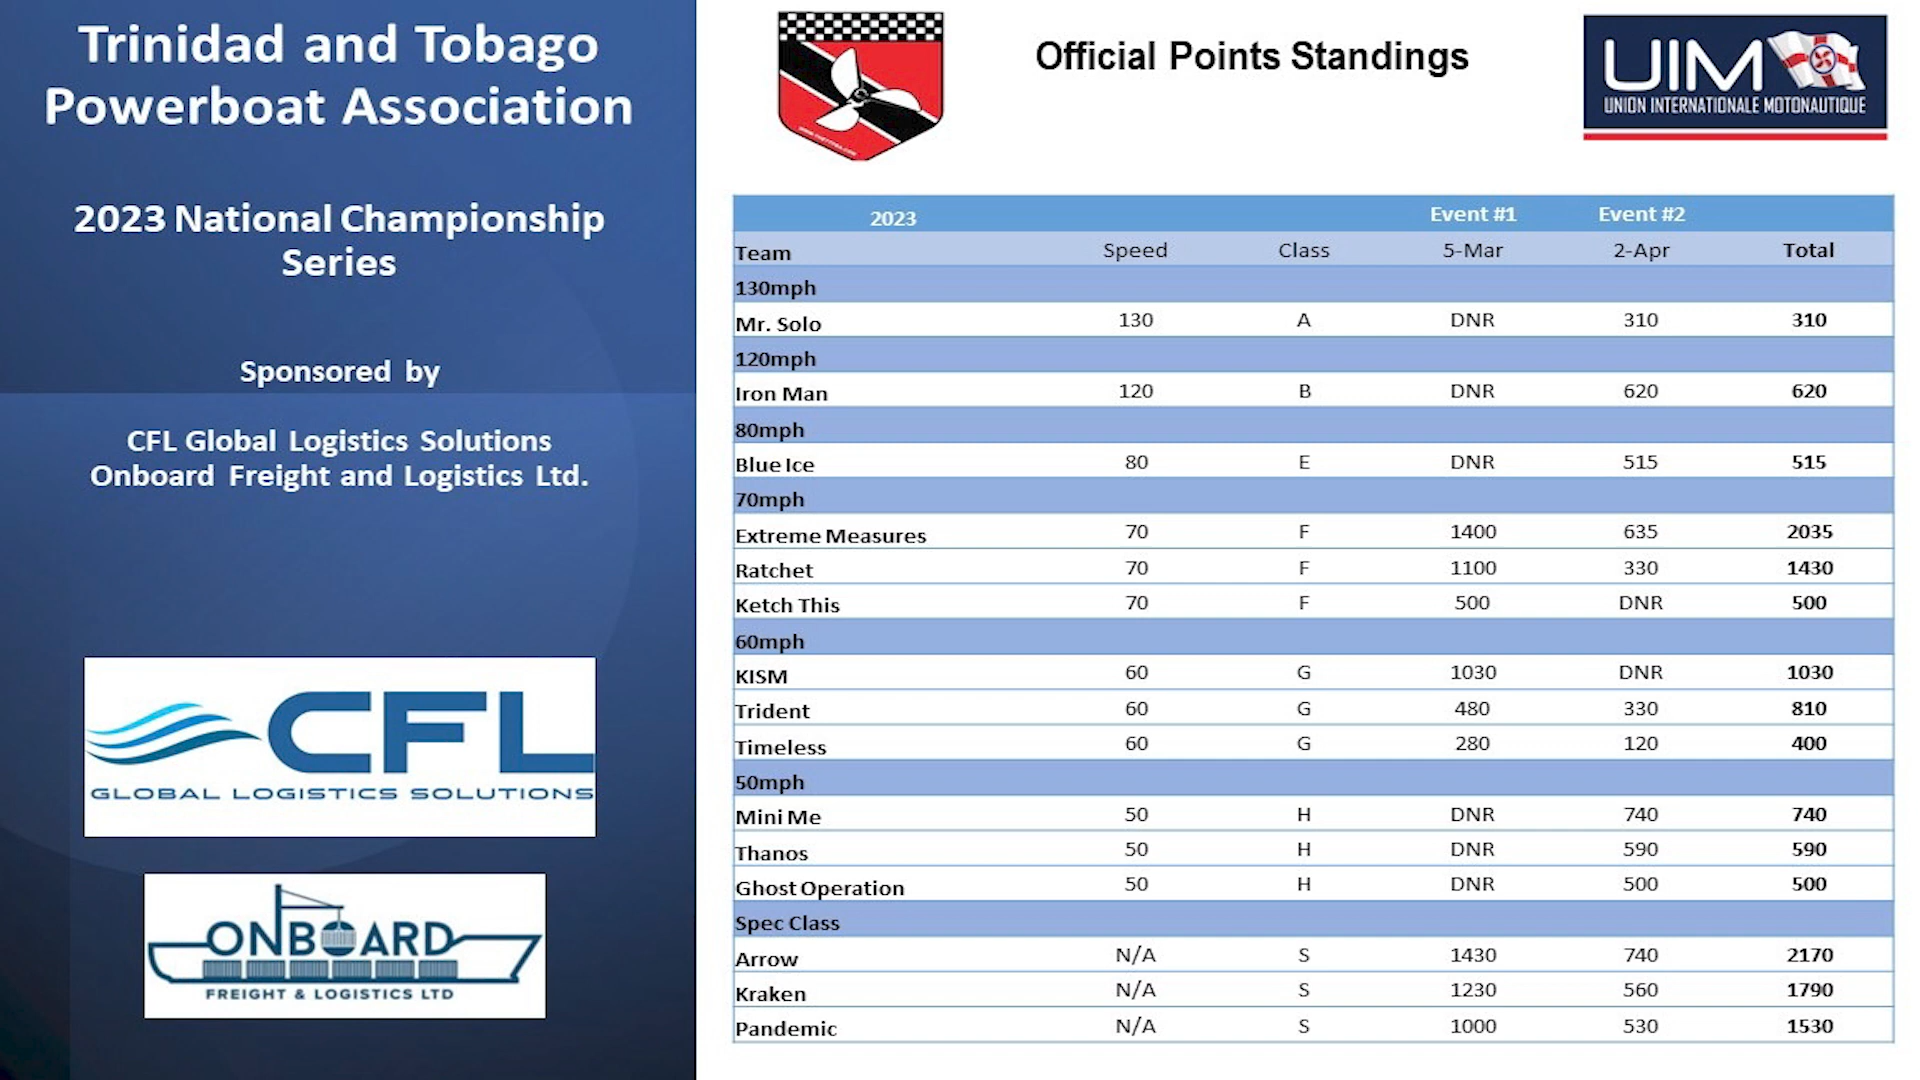 Trinidad and Tobago
Powerboat Association
2023 National Championship
Series
Sponsored by
CFL Global Logistics Solutions
Onboard Freight and Logistics Ltd.
CFL
GLOBAL LOGISTICS SOLUTIONS
ONBOARD
FREIGHT & LOGISTICS LTD
Official Points Standings
UIM
UNION INTERNATIONALE MOTONAUTIQUE
2023 Event #1 Event #2
Team Speed Class 5-Mar 2-Apr Total
130mph
Mr. Solo 130 A DNR 310 310
120mph
Iron Man 120 B DNR 620 620
80mph
Blue Ice 80 E DNR 515 515
70mph
Extreme Measures 70 F 1400 635 2035
Ratchet 70 F 1100 330 1430
Ketch This 70 F 500 DNR 500
60mph
KISM 60 G 1030 DNR 1030
Trident 60 G 480 330 810
Timeless 60 G 280 120 400
50mph
Mini Me 50 H DNR 740 740
Thanos 50 H DNR 590 590
Ghost Operation 50 H DNR 500 500
Spec Class
Arrow N/A S 1430 740 2170
Kraken N/A S 1230 560 1790
Pandemic N/A S 1000 530 1530